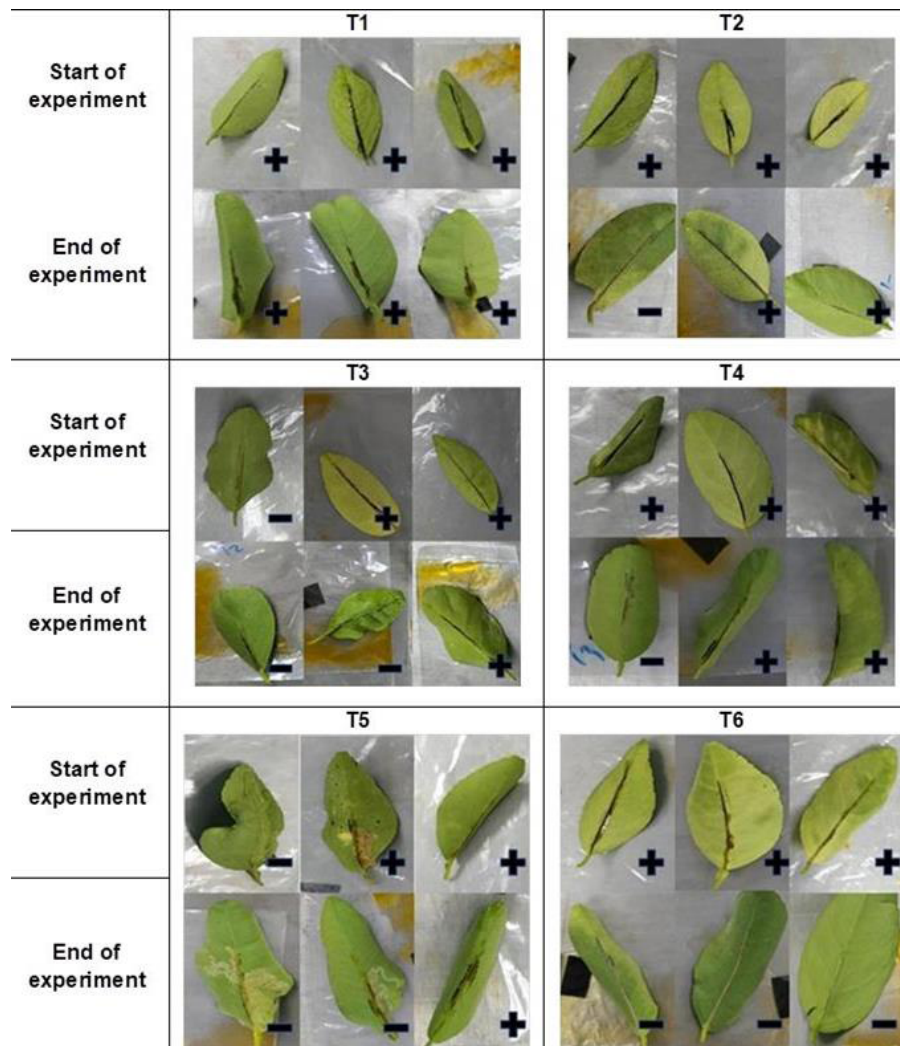 T1
T2
Start of
experiment
+ + +
+ + +
End of
experiment
+ + +
- + +
T3
T4
Start of
experiment
- + +
+ + +
End of
experiment
- - +
- + +
T5
T6
Start of
experiment
- + +
+ + +
End of
experiment
- - +
- - -